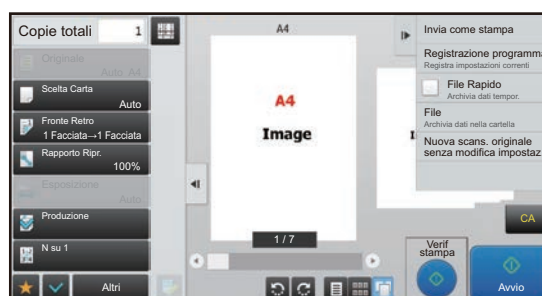 Copie totali 1
Originale
Auto A4
Scelta Carta
Auto
Fronte Retro
1 Facciata→1 Facciata
Rapporto Ripr.
100%
Esposizione
Auto
Produzione
N su 1
Altri
A4
A4
Image
1 / 7
Invia come stampa
Registrazione programm
Registra impostazioni correnti
File Rapido
Archivia dati tempor.
File
Archivia dati nella cartella
Nuova scans. originale
senza modifica impostaz
CA
Verif
stampa
Avvio